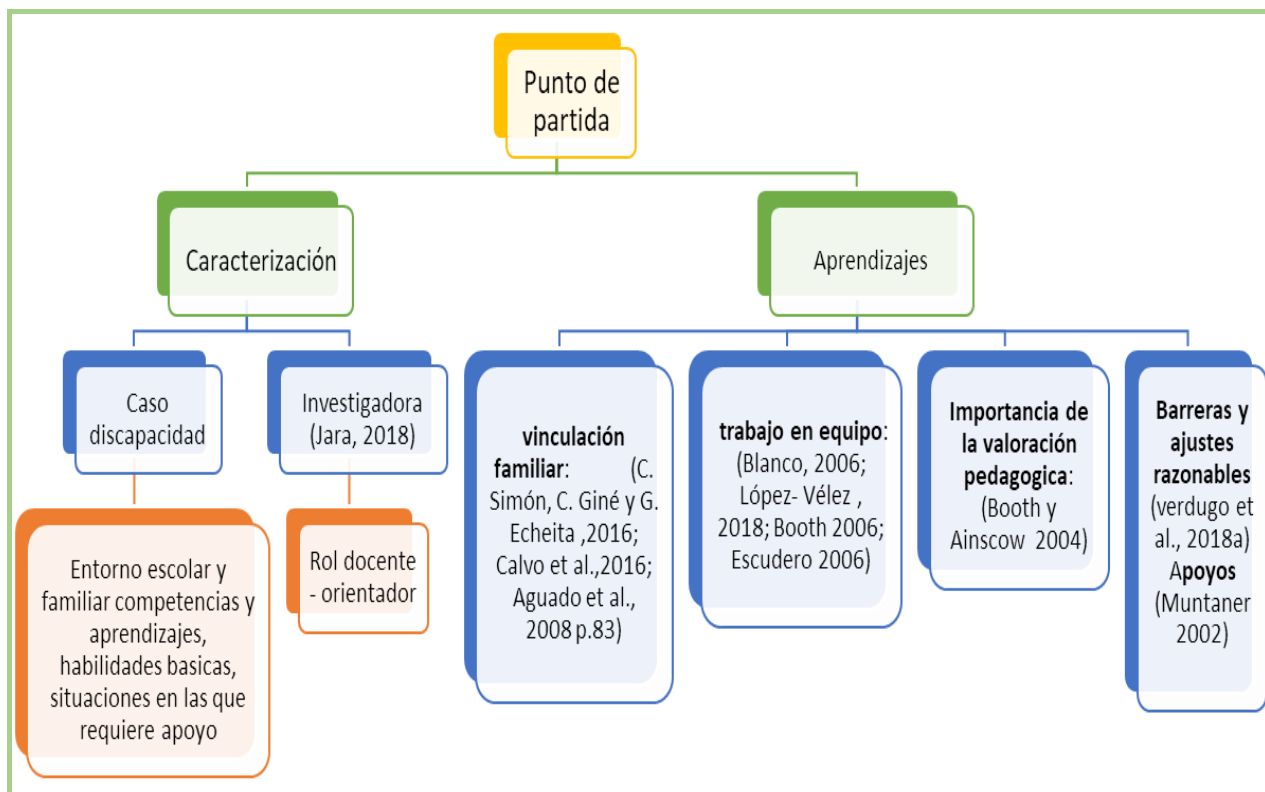 Punto de
partida
Caracterización
Aprendizajes
Caso
discapacidad
Investigadora
(Jara, 2018)
vinculación
familiar: (C.
Simón, C. Giné y G.
Echeita ,2016;
Calvo et al.,2016;
Aguado et al.,
2008 p.83)
trabajo en equipo:
(Blanco, 2006;
López- Vélez ,
2018; Booth 2006;
Escudero 2006)
Importancia de
la valoración
pedagogica:
(Booth y
Ainscow 2004)
Barreras y
ajustes
razonables
(verdugo et
al., 2018a)
Apoyos
(Muntaner
2002)
Entorno escolar y
familiar competencias y
aprendizajes,
habilidades basicas,
situaciones en las que
requiere apoyo
Rol docente
- orientador